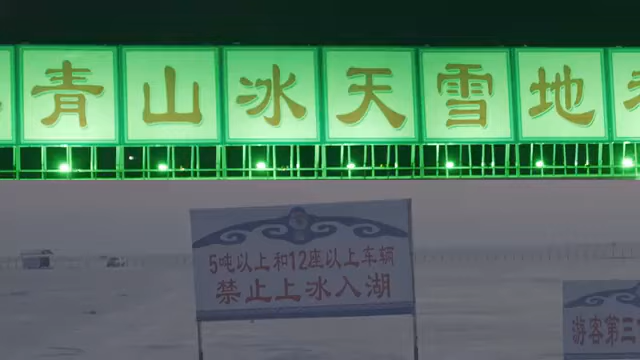 青山冰天雪地
5吨以上和12座以上车辆
禁止上冰入湖
游客第三